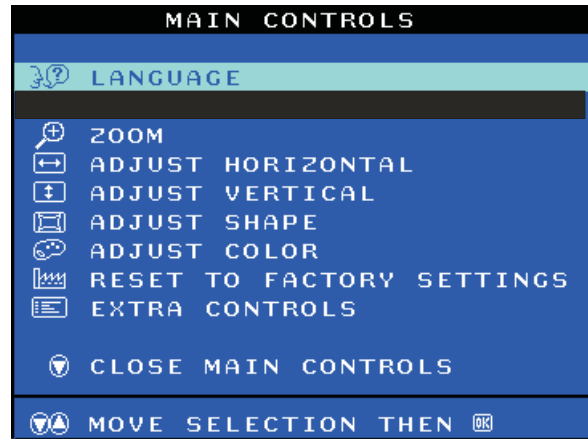 MAIN CONTROLS
LANGUAGE
ZOOM
ADJUST HORIZONTAL
ADJUST VERTICAL
ADJUST SHAPE
ADJUST COLOR
RESET TO FACTORY SETTINGS
EXTRA CONTROLS
CLOSE MAIN CONTROLS
MOVE SELECTION THEN OK